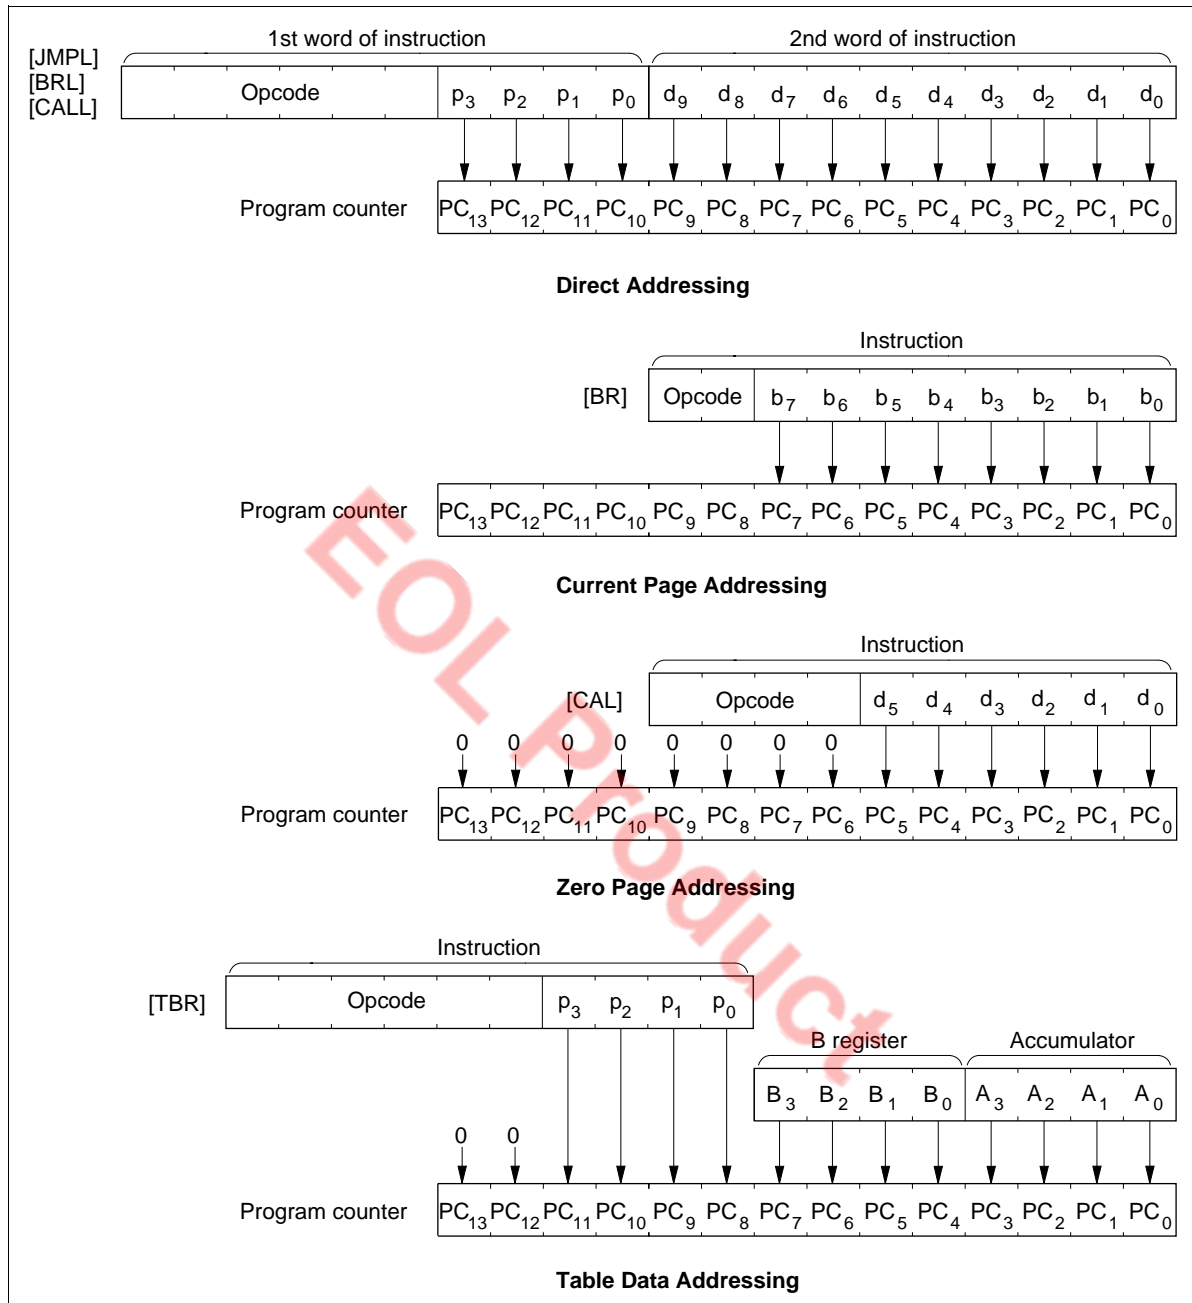 1st word of instruction 2nd word of instruction
[JMPL]
[BRL]
[CALL]
Opcode p3 p2 p1 p0 d9 d8 d7 d6 d5 d4 d3 d2 d1 d0
Program counter PC13 PC12 PC11 PC10 PC9 PC8 PC7 PC6 PC5 PC4 PC3 PC2 PC1 PC0
Direct Addressing
Instruction
[BR] Opcode b7 b6 b5 b4 b3 b2 b1 b0
Program counter PC13 PC12 PC11 PC10 PC9 PC8 PC7 PC6 PC5 PC4 PC3 PC2 PC1 PC0
Current Page Addressing
Instruction
[CAL] Opcode d5 d4 d3 d2 d1 d0
0 0 0 0 0 0 0 0
Program counter PC13 PC12 PC11 PC10 PC9 PC8 PC7 PC6 PC5 PC4 PC3 PC2 PC1 PC0
Zero Page Addressing
Instruction
[TBR] Opcode p3 p2 p1 p0
B register Accumulator
B3 B2 B1 B0 A3 A2 A1 A0
0 0
Program counter PC13 PC12 PC11 PC10 PC9 PC8 PC7 PC6 PC5 PC4 PC3 PC2 PC1 PC0
Table Data Addressing
EOL Product